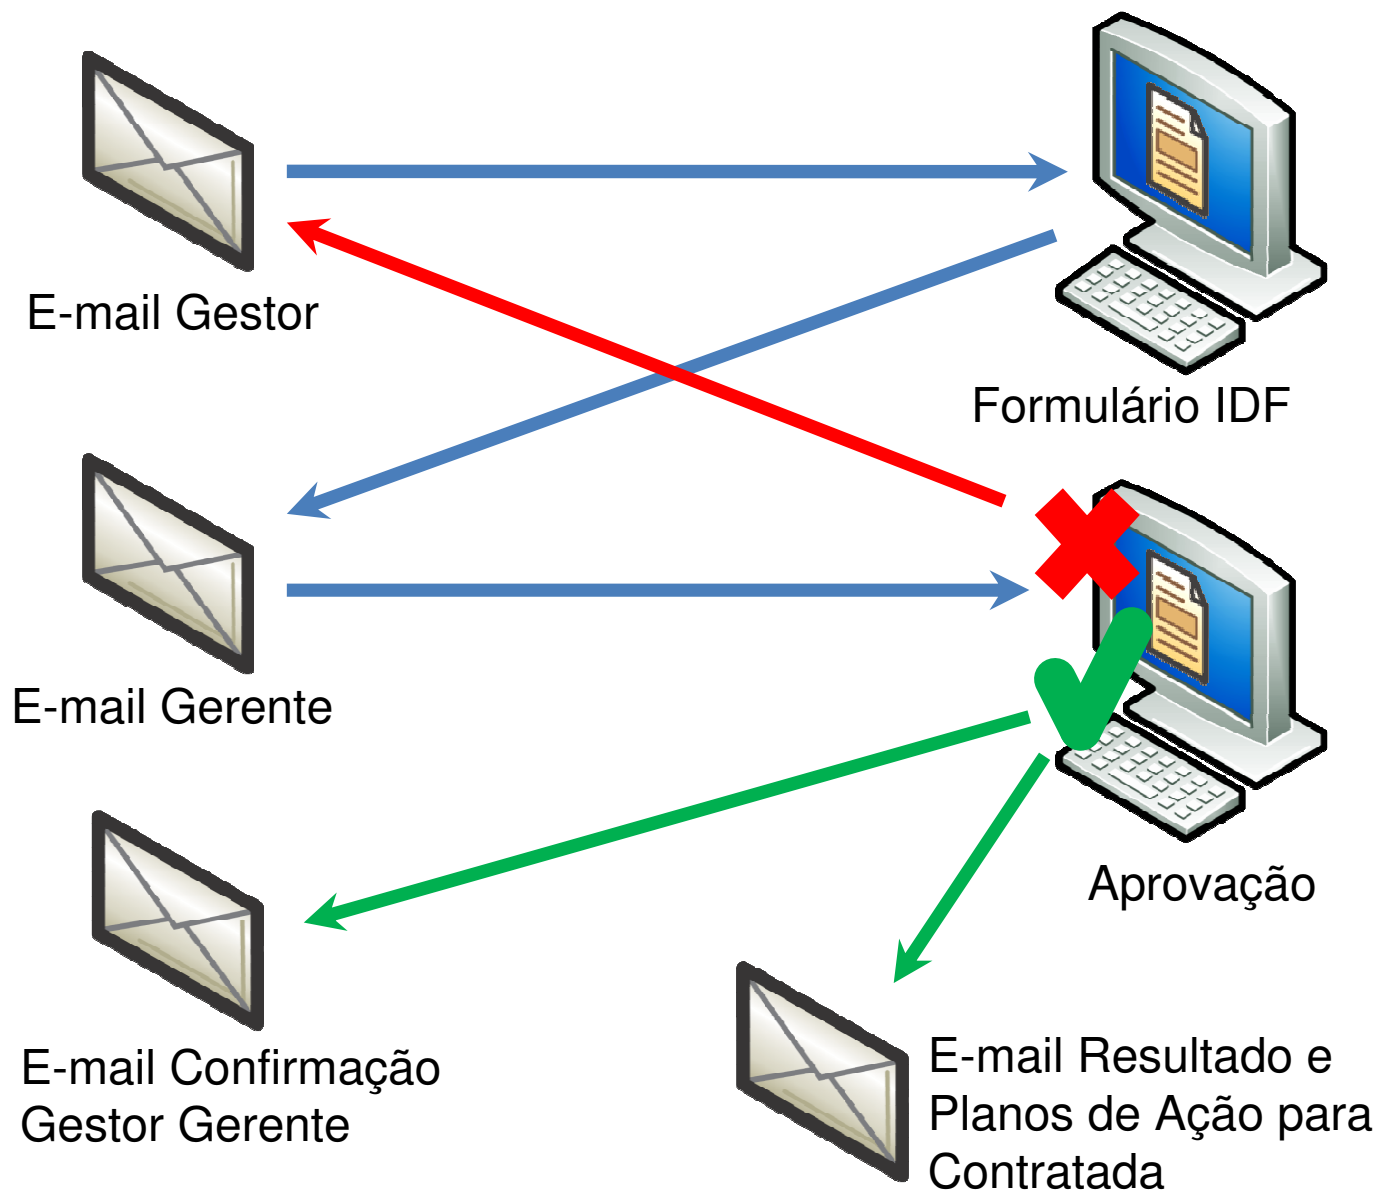 E-mail Gestor
Formulário IDF
E-mail Gerente
Aprovação
E-mail Confirmação
Gestor Gerente
E-mail Resultado e
Planos de Ação para
Contratada